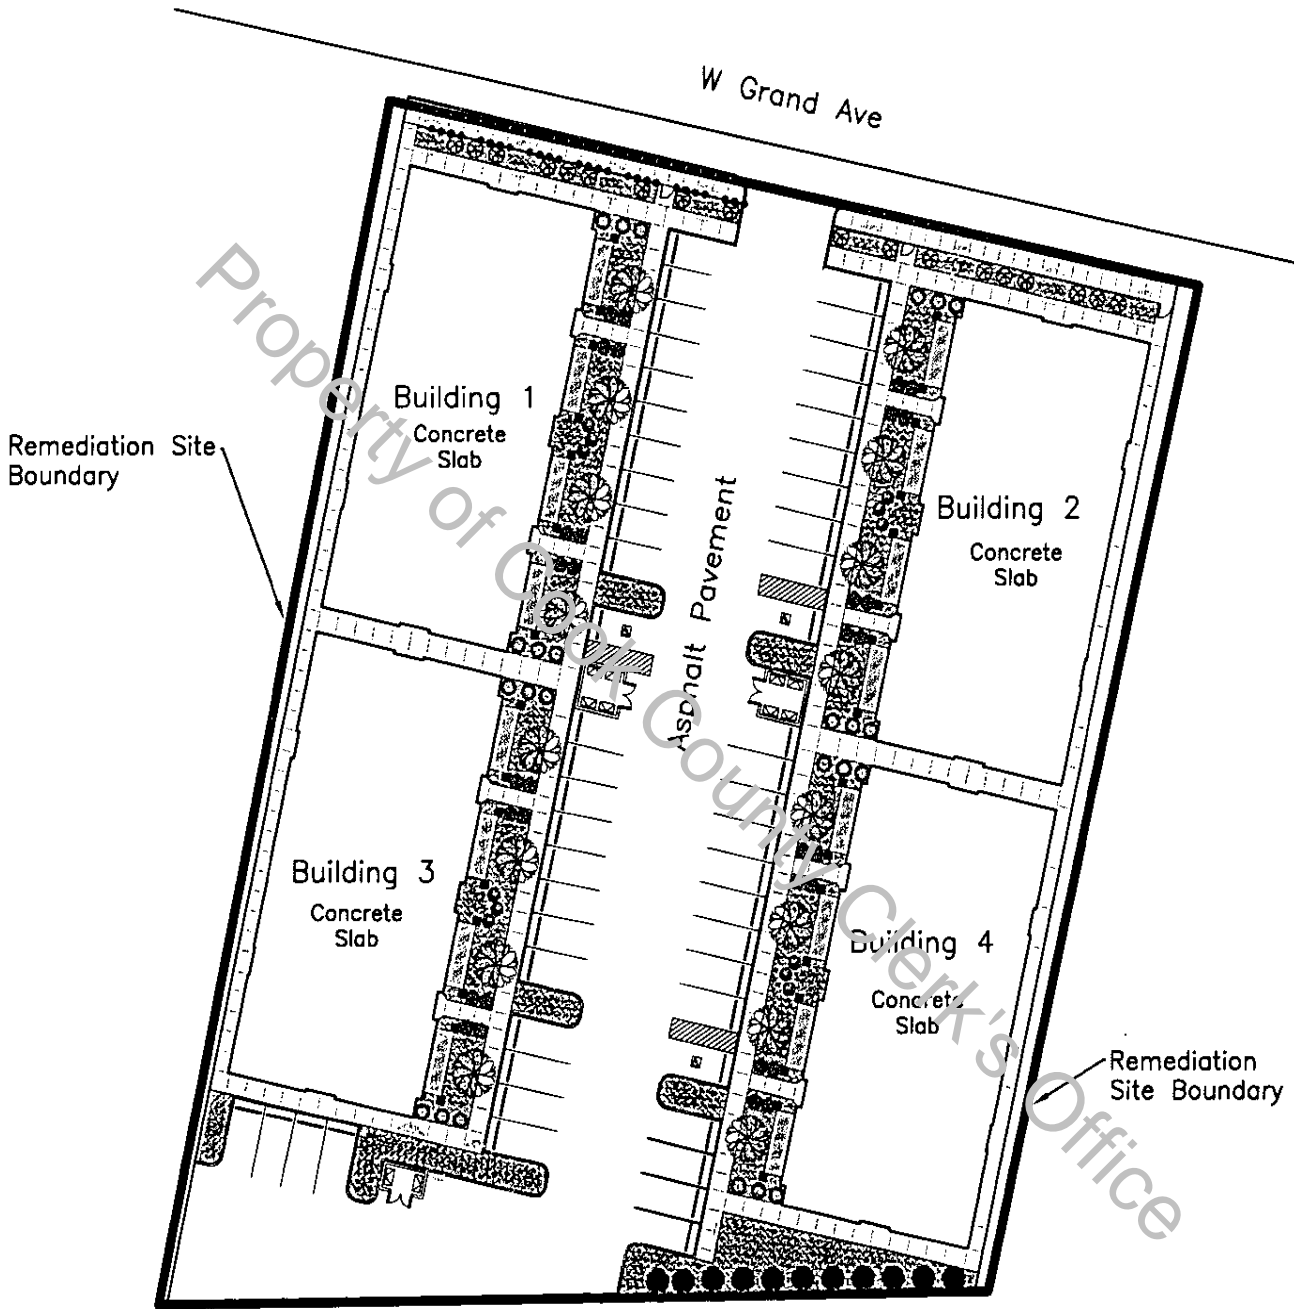 W Grand Ave
Building 1
Concrete
Slab
Remediation Site
Boundary
Building 2
Concrete
Slab
Asphalt Pavement
Building 3
Concrete
Slab
Building 4
Concrete
Slab
Remediation
Site Boundary
Property of Cook County Clerk's Office